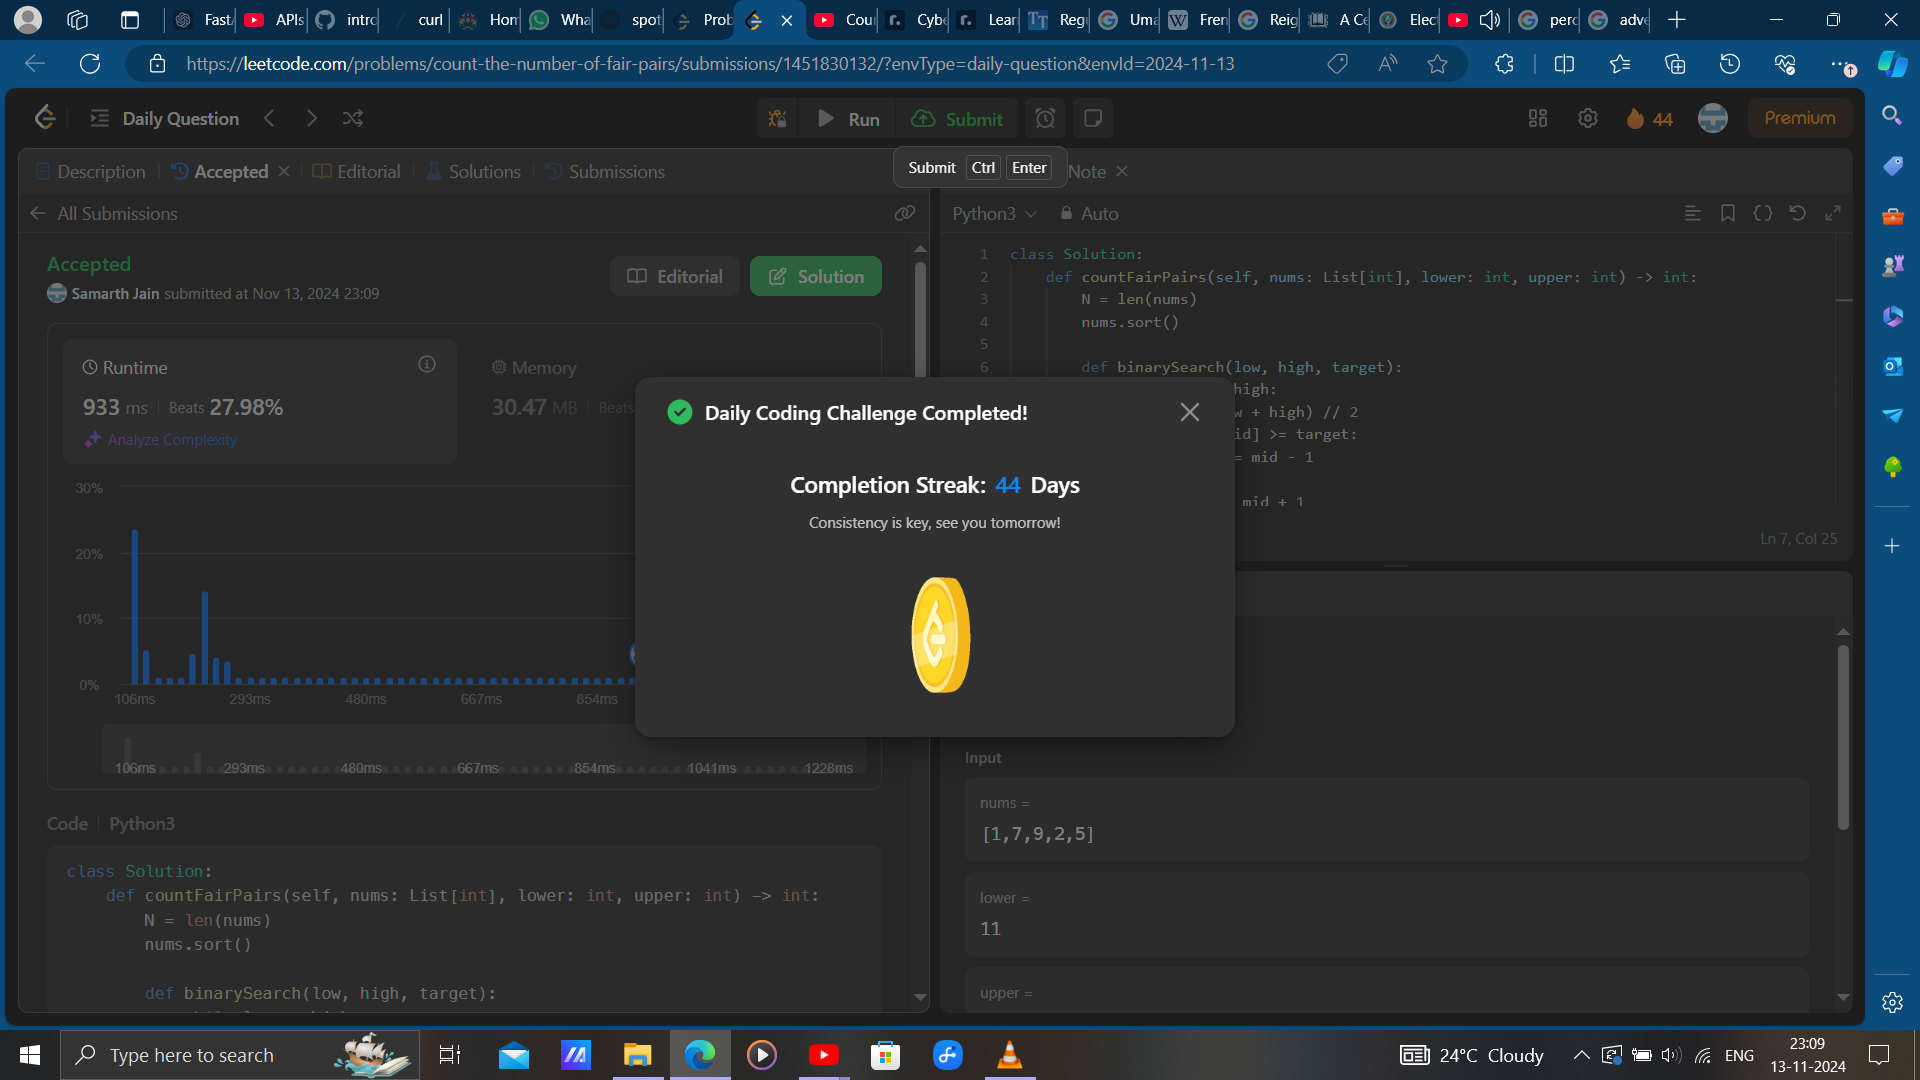 Fast
APIs
intro
curl
Hom
Wha
spot
Prob
Cour
Cybe
Lear
Regu
Uma
Fren
Reig
A Ce
Elec
perc
adve
https://leetcode.com/problems/count-the-number-of-fair-pairs/submissions/1451830132/?envType=daily-question&envId=2024-11-13
Daily Question
Run
Submit
44
Premium
Submit Ctrl Enter
Description
Accepted
Editorial
Solutions
Submissions
Note
All Submissions
Python3
Auto
Accepted
Samarth Jain submitted at Nov 13, 2024 23:09
Editorial
Solution
Runtime
933 ms Beats 27.98%
Analyze Complexity
Memory
30.47 MB Beats
30%
20%
10%
0%
106ms 293ms 480ms 667ms 854ms
106ms 293ms 480ms 667ms 854ms 1041ms 1228ms
Code Python3
class Solution:
def countFairPairs(self, nums: List[int], lower: int, upper: int) -> int:
N = len(nums)
nums.sort()
def binarySearch(low, high, target):
1 class Solution:
2 def countFairPairs(self, nums: List[int], lower: int, upper: int) -> int:
3 N = len(nums)
4 nums.sort()
5
6 def binarySearch(low, high, target):
high:
w + high) // 2
id] >= target:
= mid - 1
mid + 1
Ln 7, Col 25
Daily Coding Challenge Completed!
Completion Streak: 44 Days
Consistency is key, see you tomorrow!
Input
nums =
[1,7,9,2,5]
lower =
11
upper =
Type here to search
24°C Cloudy
ENG
23:09
13-11-2024